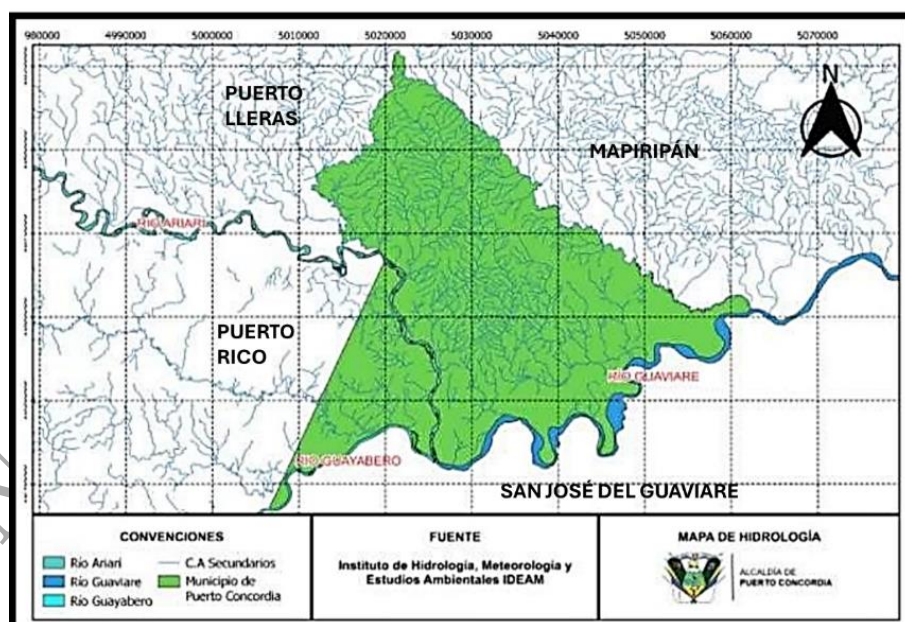 980000 4990000 5000000 5010000 5020000 5030000 5040000 5050000 5060000 5070000
N
PUERTO
LLERAS
MAPIRIPÁN
RIO ARIARI
PUERTO
RICO
RÍO GUAVIARE
RIO GUAYABERO
SAN JOSÉ DEL GUAVIARE
CONVENCIONES
Río Ariari
Río Guaviare
Río Guayabero
C.A Secundarios
Municipio de
Puerto Concordia
FUENTE
Instituto de Hidrología, Meteorología y
Estudios Ambientales IDEAM
MAPA DE HIDROLOGÍA
ALCALDÍA DE
PUERTO CONCORDIA